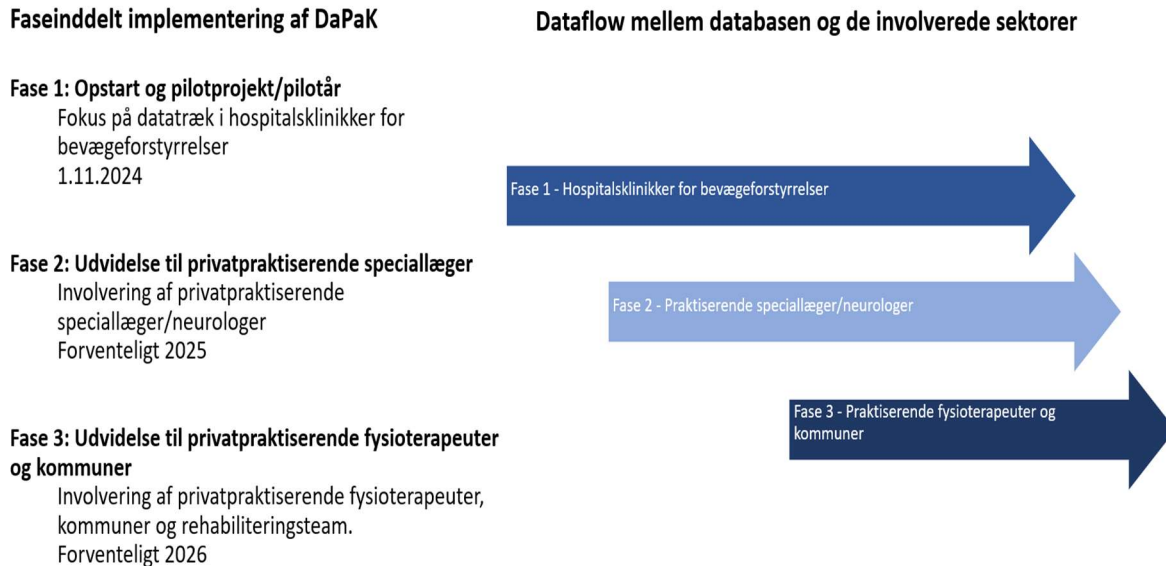 Faseinddelt implementering af DaPaK
Fase 1: Opstart og pilotprojekt/pilotår
Fokus på datatræk i hospitalsklinikker for
bevægeforstyrrelser
1.11.2024
Fase 2: Udvidelse til privatpraktiserende speciallæger
Involvering af privatpraktiserende
speciallæger/neurologer
Forventeligt 2025
Fase 3: Udvidelse til privatpraktiserende fysioterapeuter
og kommuner
Involvering af privatpraktiserende fysioterapeuter,
kommuner og rehabiliteringsteam.
Forventeligt 2026
Dataflow mellem databasen og de involverede sektorer
Fase 1 - Hospitalsklinikker for bevægeforstyrrelser
Fase 2 - Praktiserende speciallæger/neurologer
Fase 3 - Praktiserende fysioterapeuter og
kommuner